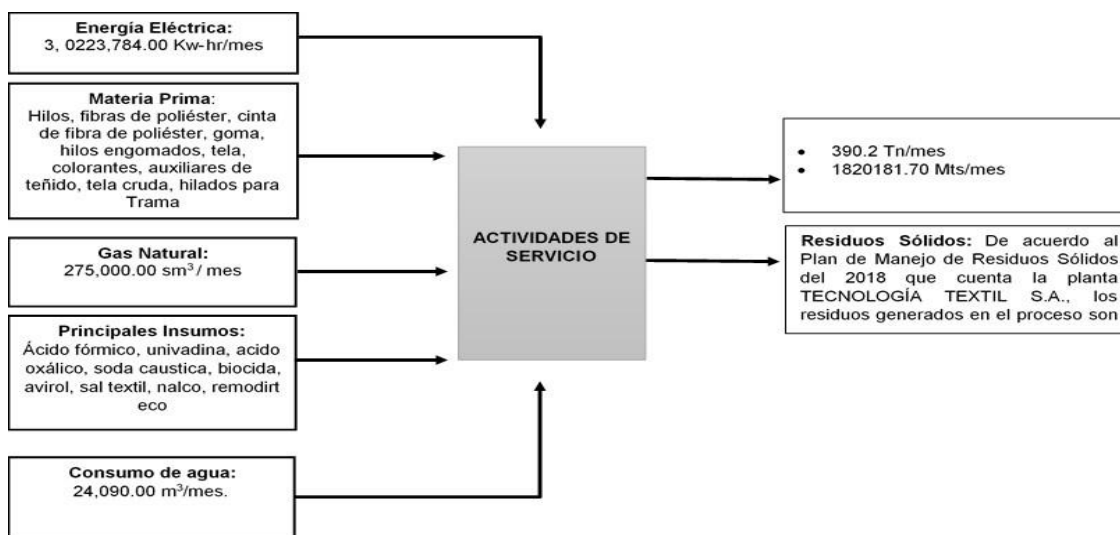 Energía Eléctrica:
3, 0223,784.00 Kw-hr/mes
Materia Prima:
Hilos, fibras de poliéster, cinta
de fibra de poliéster, goma,
hilos engomados, tela,
colorantes, auxiliares de
teñido, tela cruda, hilados para
Trama
Gas Natural:
275,000.00 sm³ / mes
Principales Insumos:
Ácido fórmico, univadina, acido
oxálico, soda caustica, biocida,
avirol, sal textil, nalco, remodirt
eco
Consumo de agua:
24,090.00 m³/mes.
ACTIVIDADES DE
SERVICIO
• 390.2 Tn/mes
• 1820181.70 Mts/mes
Residuos Sólidos: De acuerdo al
Plan de Manejo de Residuos Sólidos
del 2018 que cuenta la planta
TECNOLOGÍA TEXTIL S.A., los
residuos generados en el proceso son